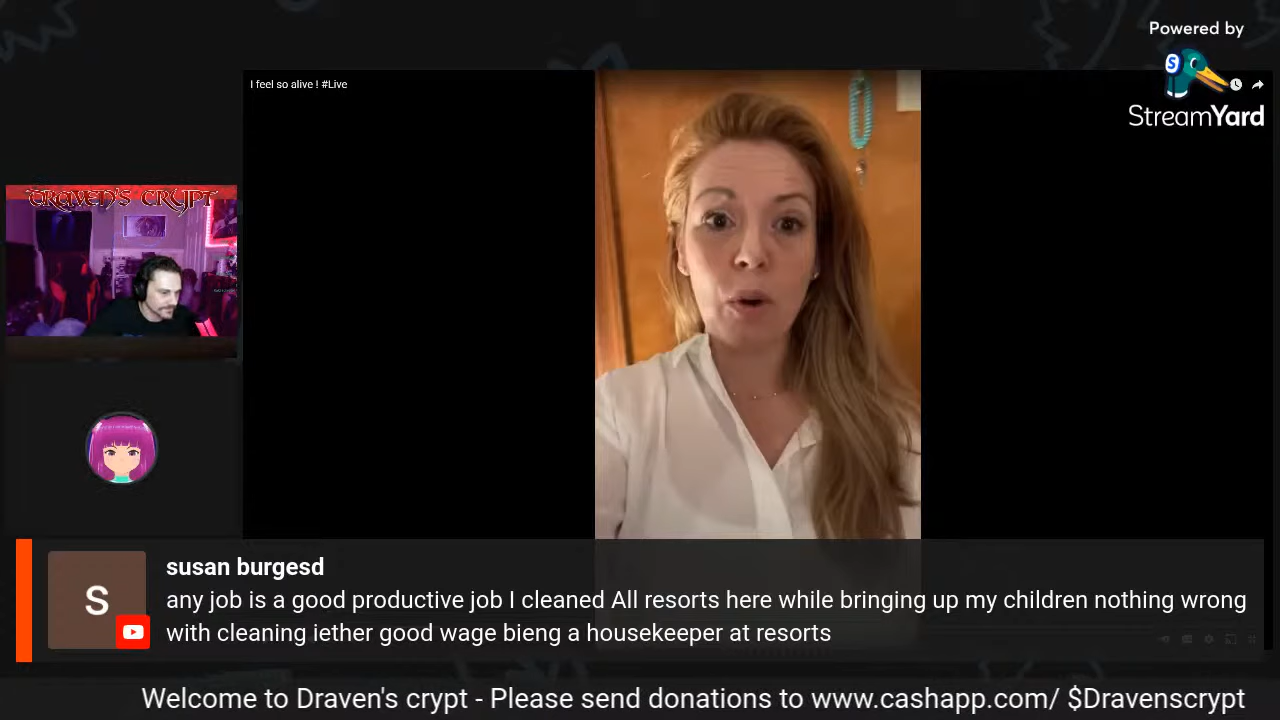 Powered by
StreamYard
I feel so alive ! #Live
DRAVEN'S CRYPT
S
susan burgesd
any job is a good productive job I cleaned All resorts here while bringing up my children nothing wrong
with cleaning iether good wage bieng a housekeeper at resorts
Welcome to Draven's crypt - Please send donations to www.cashapp.com/ $Dravenscrypt